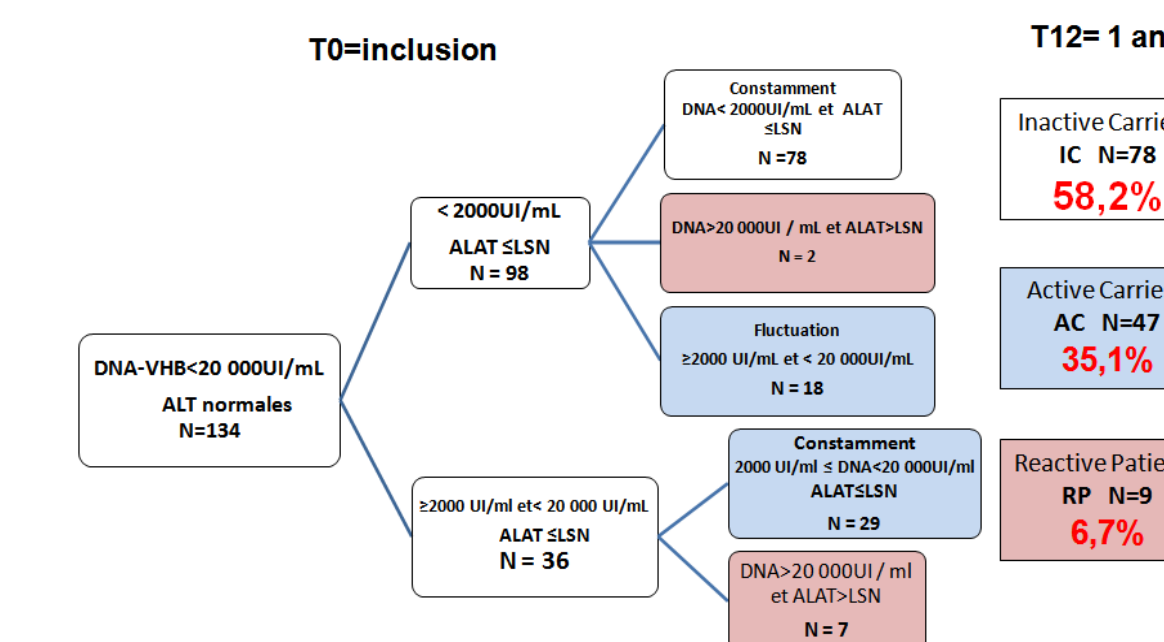 T0=inclusion
T12= 1 an
Constamment
DNA< 2000UI/mL et ALAT
≤LSN
N =78
Inactive Carrie
IC N=78
58,2%
< 2000UI/mL
ALAT ≤LSN
N = 98
DNA>20 000UI / mL et ALAT>LSN
N = 2
Active Carrie
AC N=47
35,1%
Fluctuation
≥2000 UI/mL et < 20 000UI/mL
N = 18
DNA-VHB<20 000UI/mL
ALT normales
N=134
Constamment
2000 UI/ml ≤ DNA<20 000UI/ml
ALAT≤LSN
N = 29
Reactive Patie
RP N=9
6,7%
≥2000 UI/ml et< 20 000 UI/mL
ALAT ≤LSN
N = 36
DNA>20 000UI / ml
et ALAT>LSN
N = 7